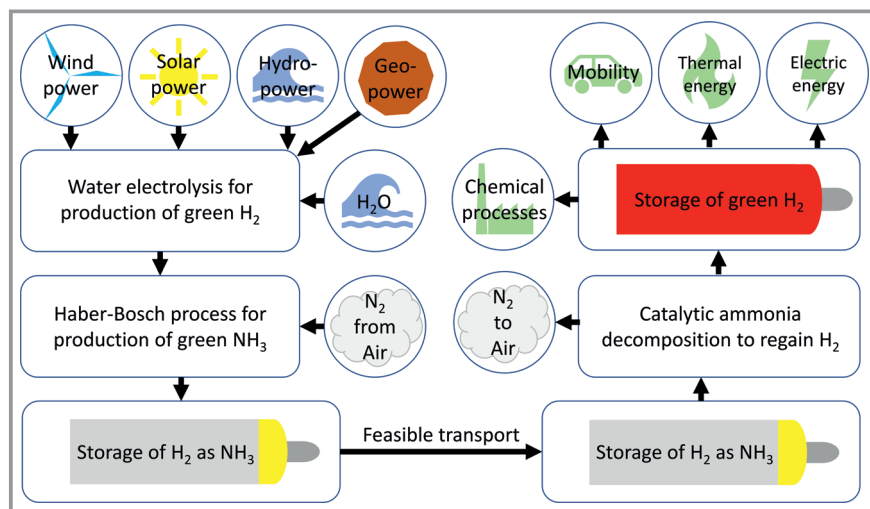 Wind
power
Solar
power
Hydro-
power
Geo-
power
Water electrolysis for
production of green H₂
H₂O
Haber-Bosch process for
production of green NH₃
N₂
from
Air
Storage of H₂ as NH₃
Feasible transport
Mobility
Thermal
energy
Electric
energy
Chemical
processes
Storage of green H₂
N₂
to
Air
Catalytic ammonia
decomposition to regain H₂
Storage of H₂ as NH₃